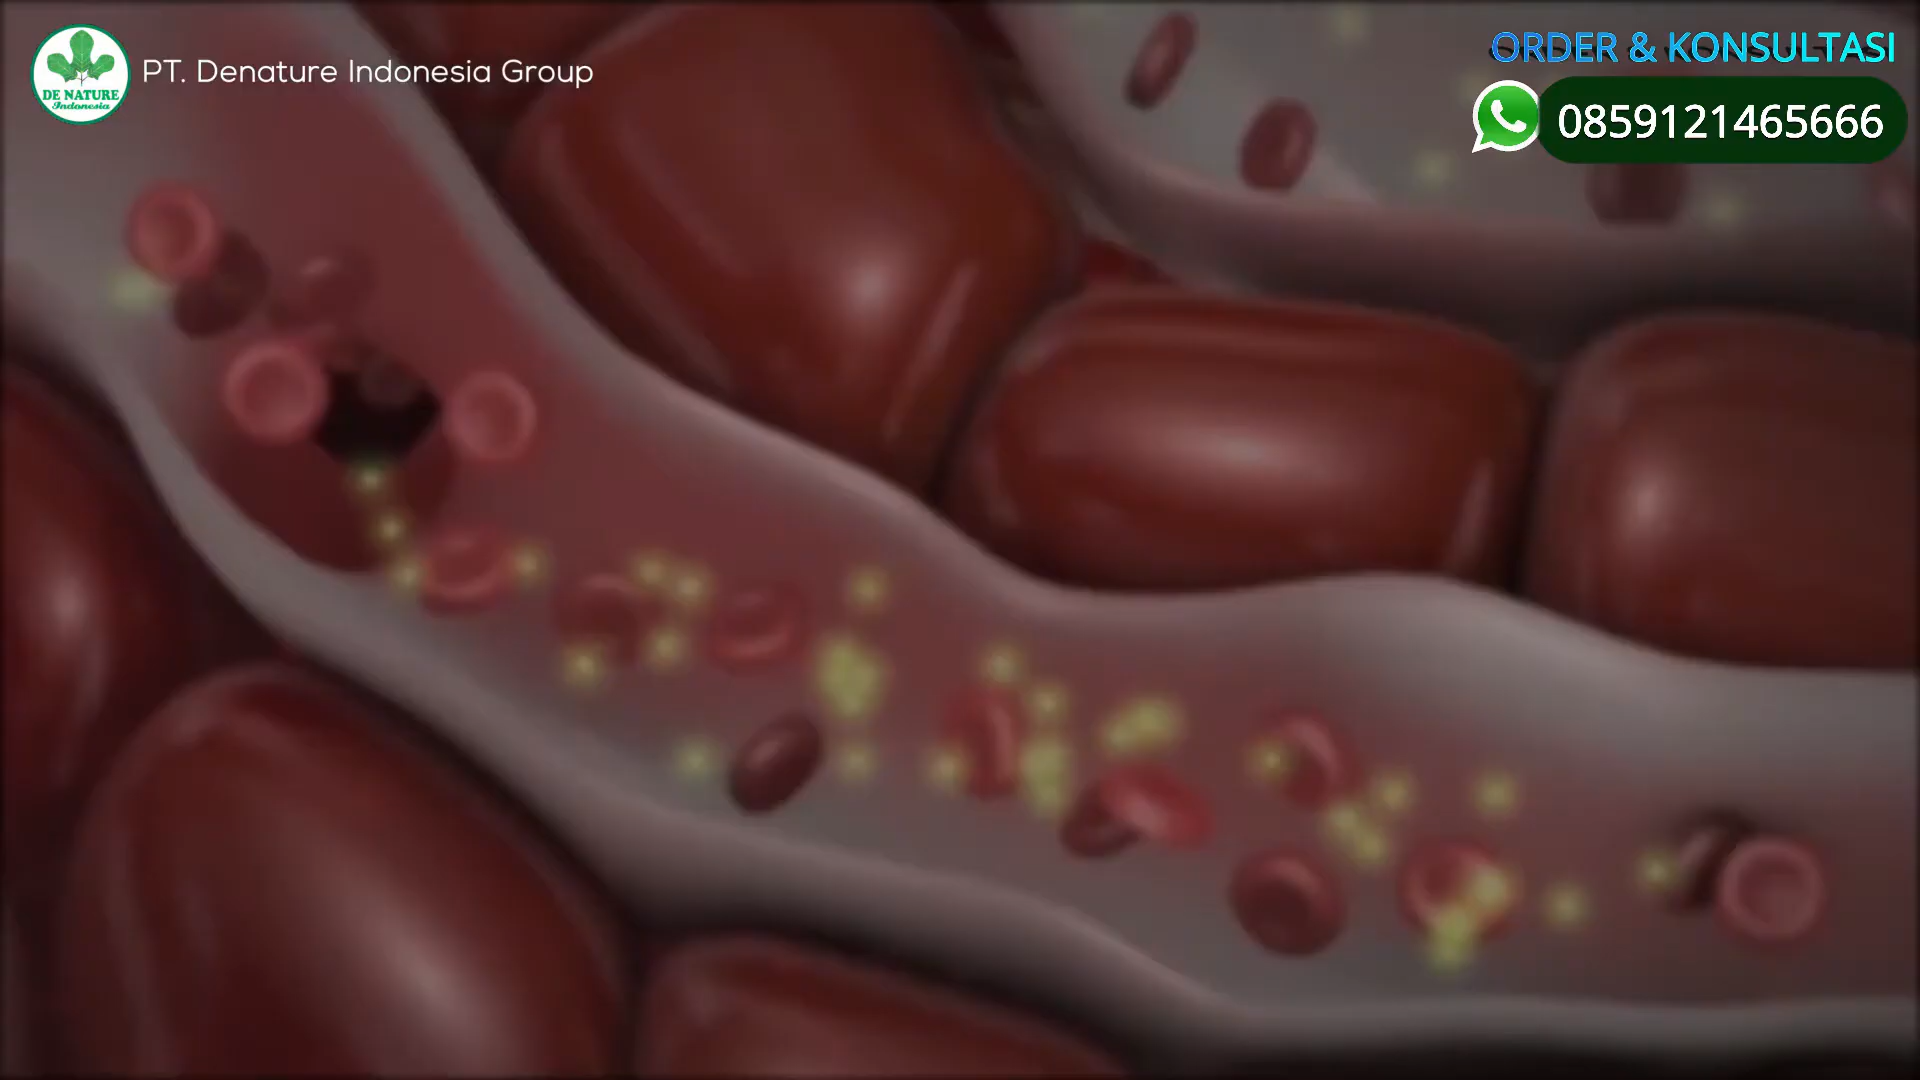 DE NATURE
Indonesia
PT. Denature Indonesia Group
ORDER & KONSULTASI
0859121465666